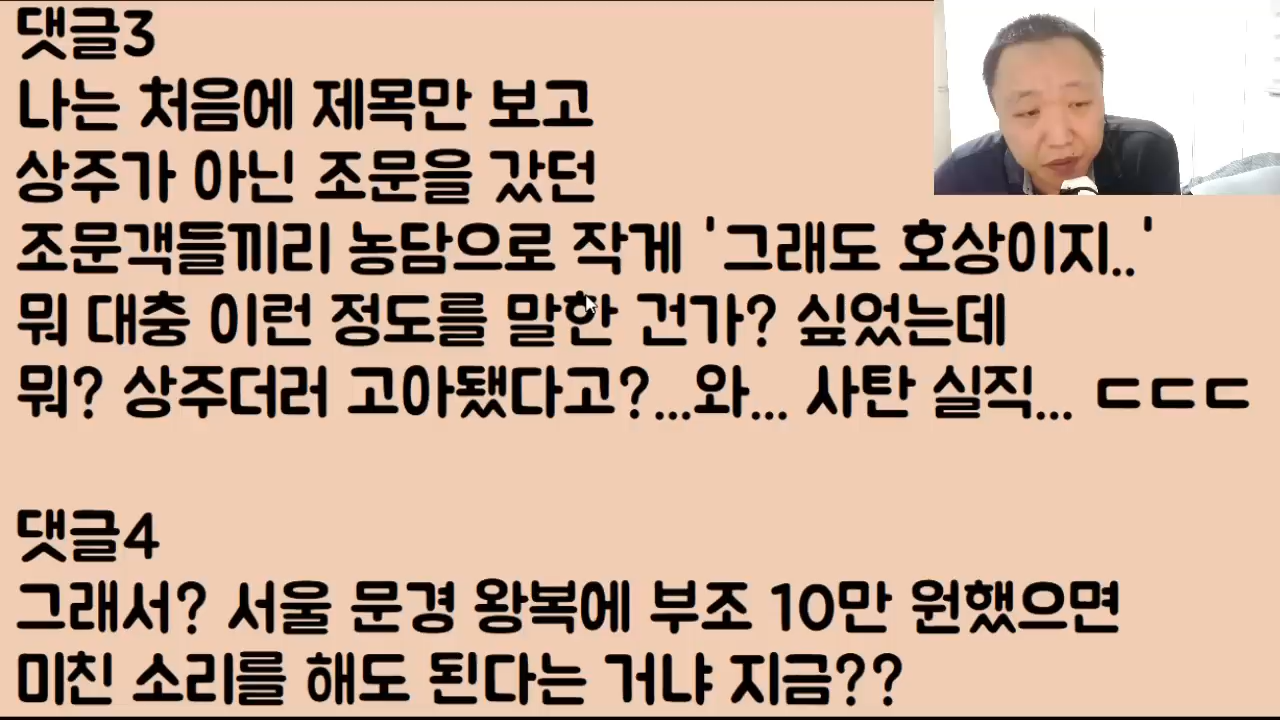 댓글3
나는 처음에 제목만 보고
상주가 아닌 조문을 갔던
조문객들끼리 농담으로 작게 '그래도 호상이지..'
뭐 대충 이런 정도를 말한 건가? 싶었는데
뭐? 상주더러 고아됐다고?...와... 사탄 실직... ㄷㄷㄷ
댓글4
그래서? 서울 문경 왕복에 부조 10만 원했으면
미친 소리를 해도 된다는 거냐 지금??